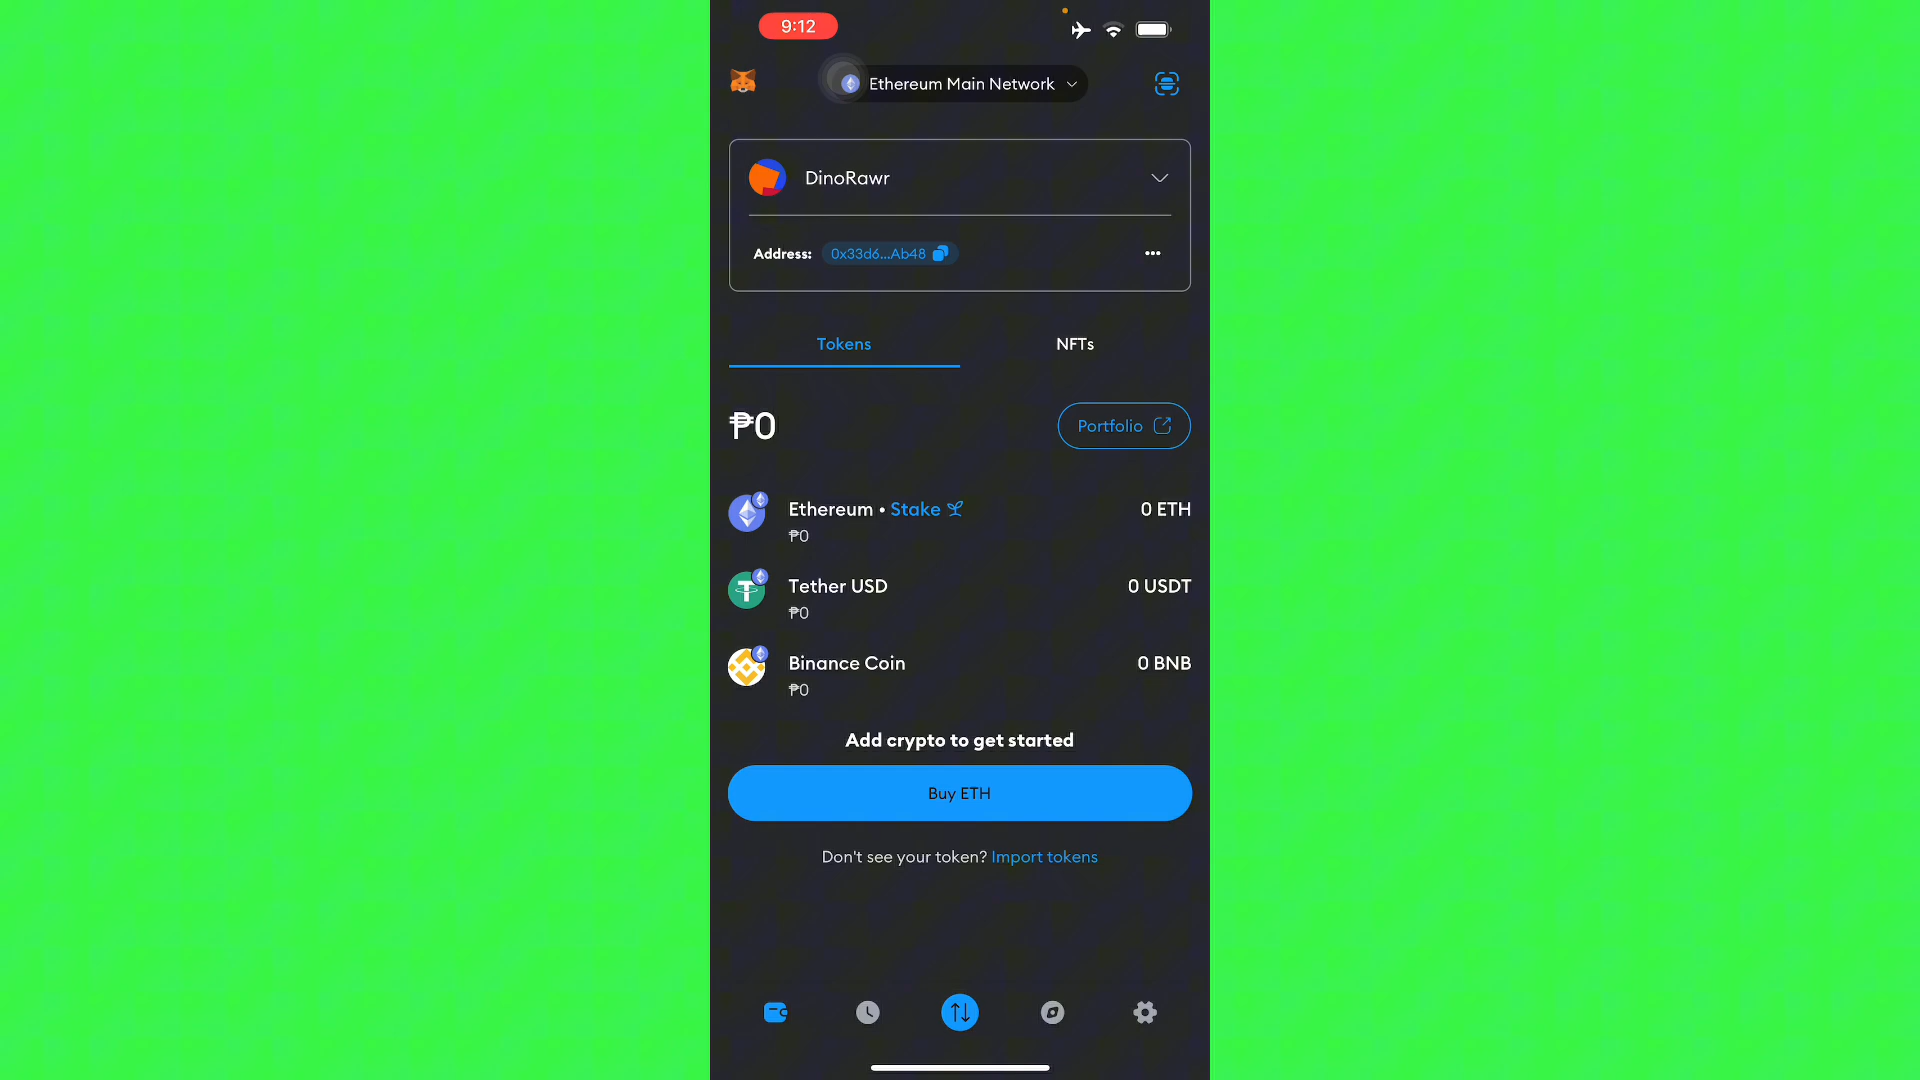 9:12
Ethereum Main Network
DinoRawr
Address: 0x33d6...Ab48
Tokens NFTs
₱0 Portfolio
Ethereum • Stake 0 ETH
₱0
Tether USD 0 USDT
₱0
Binance Coin 0 BNB
₱0
Add crypto to get started
Buy ETH
Don't see your token? Import tokens